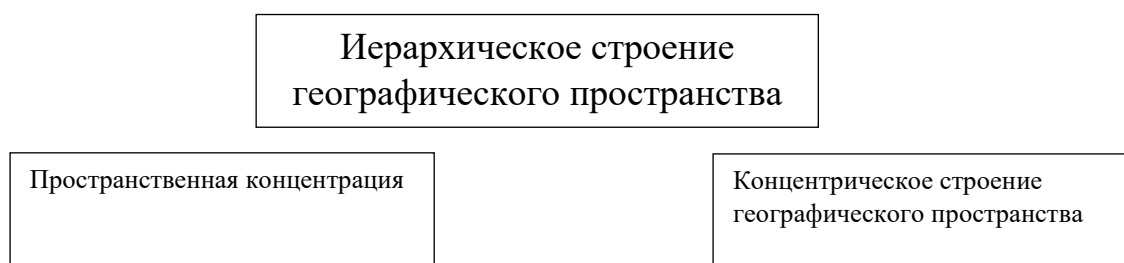 Иерархическое строение
географического пространства
Пространственная концентрация
Концентрическое строение
географического пространства